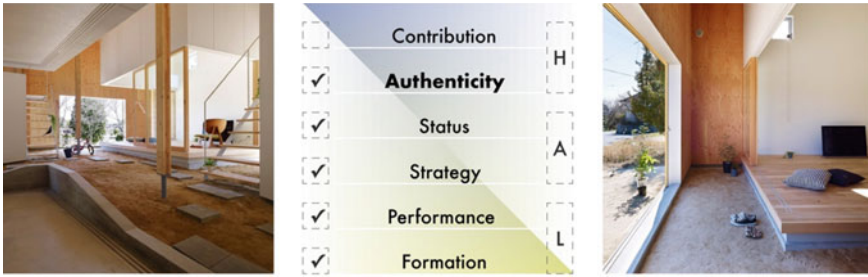 Contribution
Authenticity
Status
Strategy
Performance
Formation
H
A
L